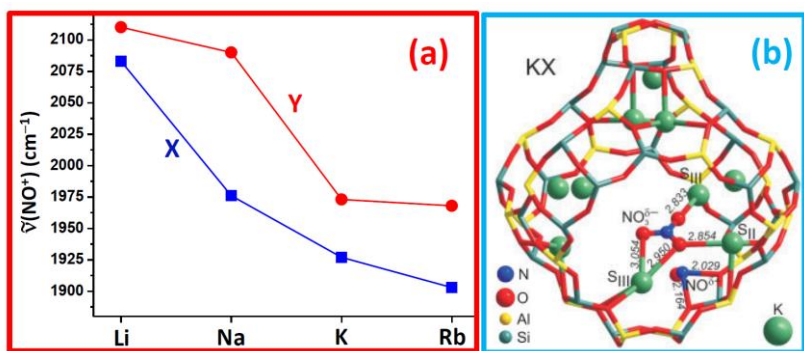 (a)
ṽ(NO⁺) (cm⁻¹)
2100
2075
2050
2025
2000
1975
1950
1925
1900
X
Y
Li Na K Rb
(b)
KX
S_III
2.833
NO₃^δ−
S_II
2.854
3.054
2.950
2.029
S_III
NO^δ+
2.164
N
O
Al
Si
K